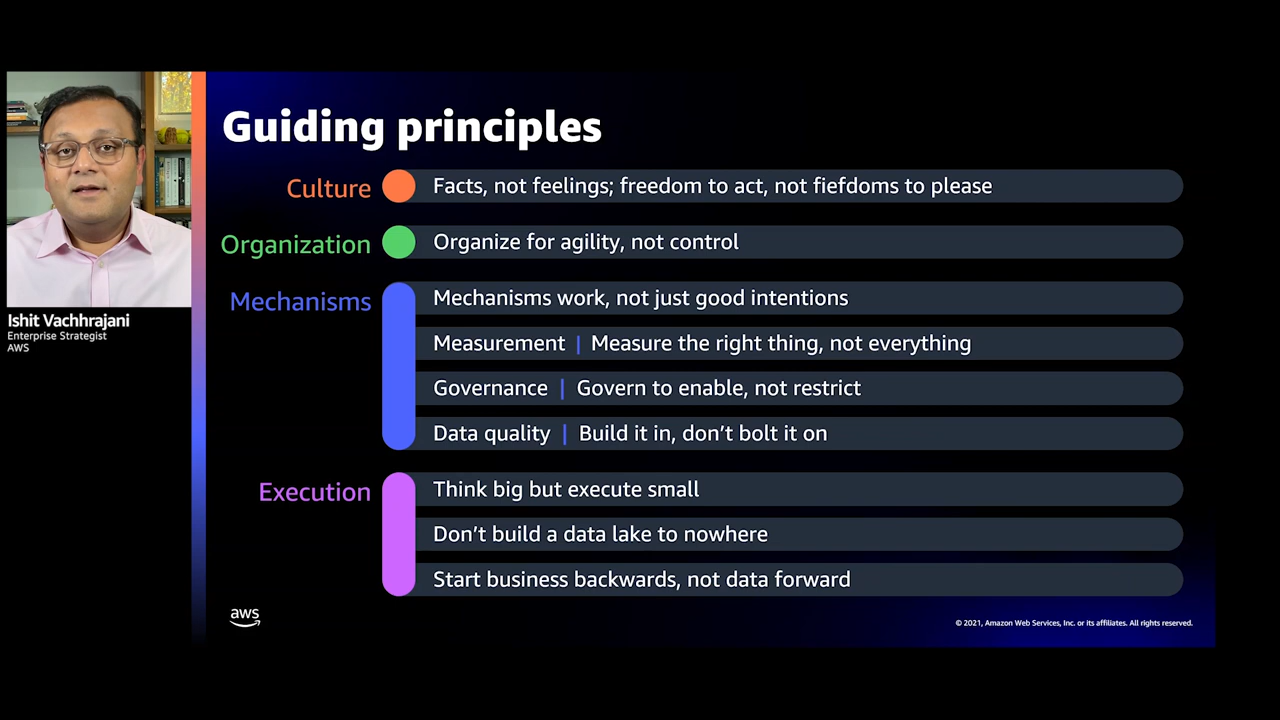 Guiding principles
Culture
Facts, not feelings; freedom to act, not fiefdoms to please
Organization
Organize for agility, not control
Mechanisms
Mechanisms work, not just good intentions
Measurement | Measure the right thing, not everything
Governance | Govern to enable, not restrict
Data quality | Build it in, don’t bolt it on
Execution
Think big but execute small
Don’t build a data lake to nowhere
Start business backwards, not data forward
Ishit Vachhrajani
Enterprise Strategist
AWS
aws
© 2021, Amazon Web Services, Inc. or its affiliates. All rights reserved.